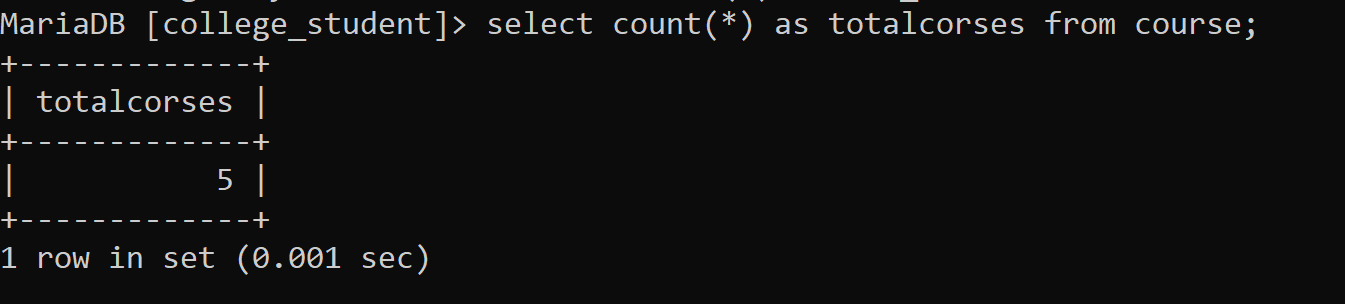 MariaDB [college_student]> select count(*) as totalcorses from course;
+-------------+
| totalcorses |
+-------------+
|           5 |
+-------------+
1 row in set (0.001 sec)